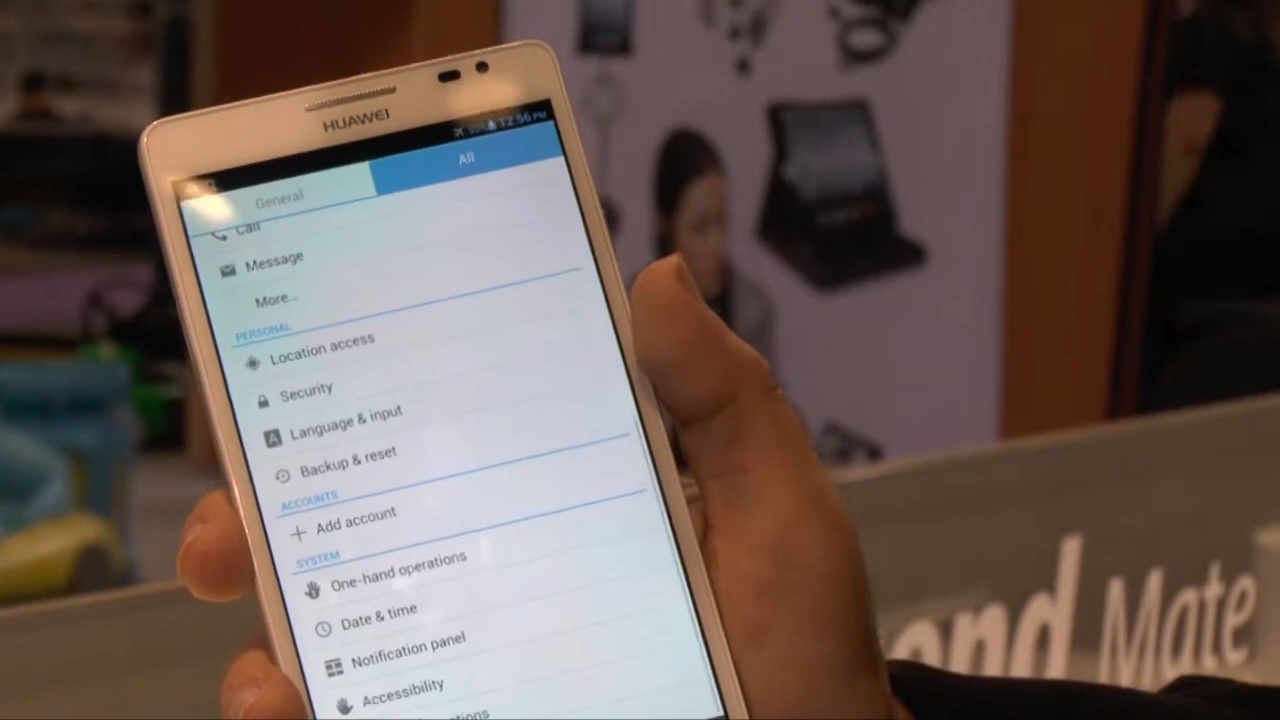 HUAWEI
12:56 PM
General
All
Call
Message
More...
PERSONAL
Location access
Security
Language & input
Backup & reset
ACCOUNTS
Add account
SYSTEM
One-hand operations
Date & time
Notification panel
Accessibility
Mate